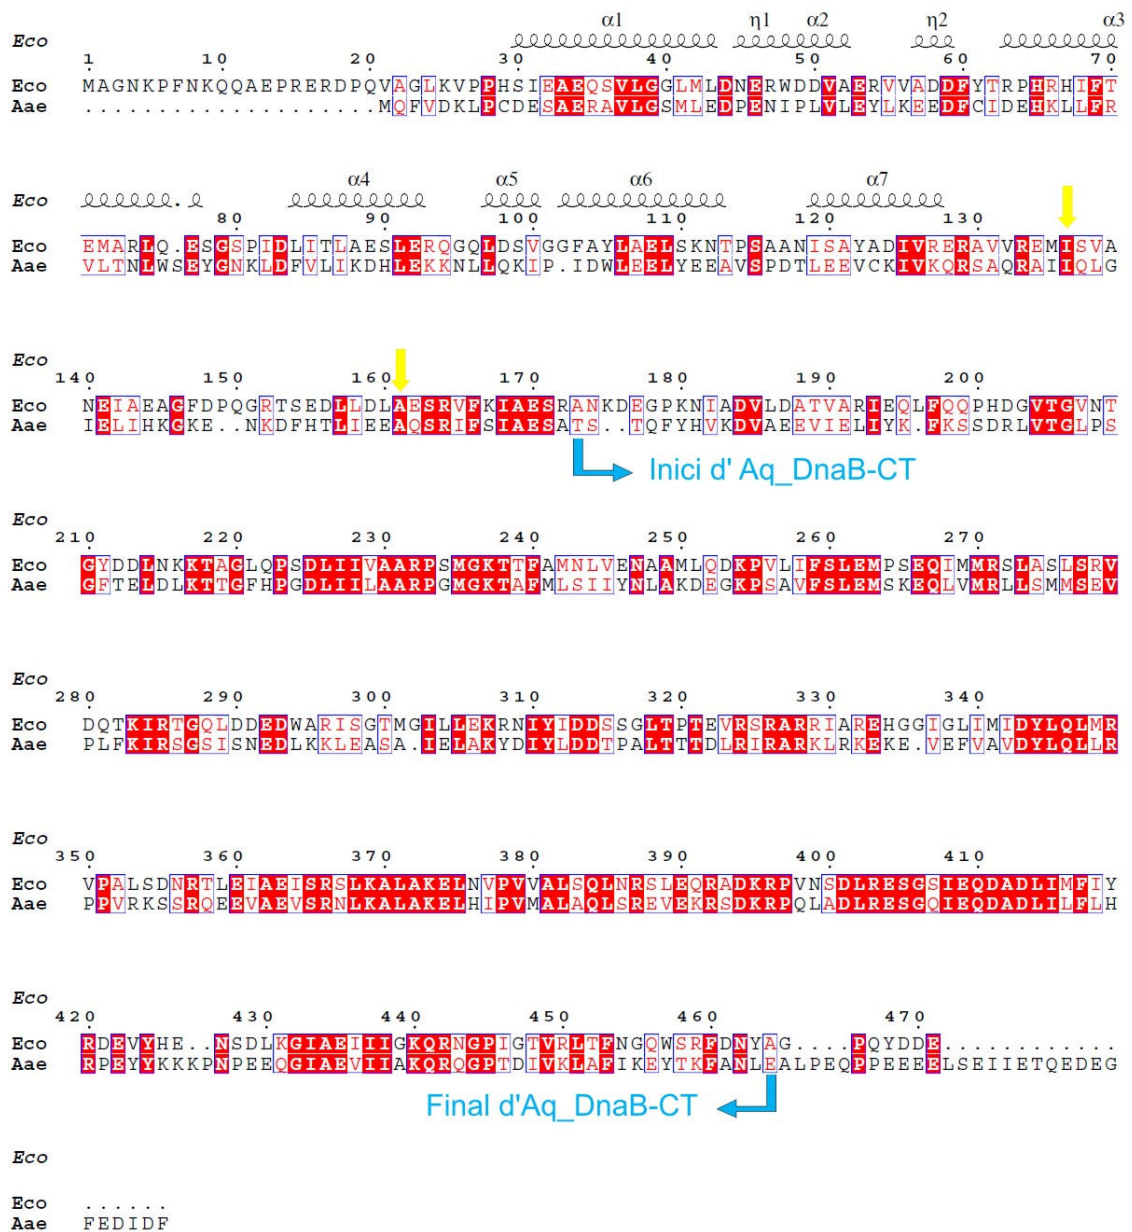 α1 η1 α2 η2 α3
Eco
1 10 20 30 40 50 60 70
Eco MAGNKPFNKQQAEPRERDPQVAGLKVPPHSIEAEQSVLGGLMLDNERWDDVAERVVADDFYTRPHRHIFT
Aae ....................MQFVDKLPCDESAERAVLGSMLEDPENIPLVLEYLKEEDFCIDEHKLLFR
α4 α5 α6 α7
Eco
80 90 100 110 120 130
Eco EMARLQ.ESGSPIDLITLAESLERQGQLDSVGGFAYLAELSKNTPSAANISAYADIVRERAVVREMISVA
Aae VLTNLWSEYGNKLDFVLIKDHLEKKNLLQKIP.IDWLEELYEEAVSPDTLEEVCKIVKQRSAQRAIIQLG
Eco
140 150 160 170 180 190 200
Eco NEIAEAGFDPQGRTSEDLLDLAESRVFKIAESRANKDEGPKNIADVLDATVARIEQLFQQPHDGVTGVNT
Aae IELIHKGKE..NKDFHTLIEEAQSRIFSIAESATS..TQFYHVKDVAEEVIELIYK.FKSSDRLVTGLPS
Inici d' Aq_DnaB-CT
Eco
210 220 230 240 250 260 270
Eco GYDDLNKKTAGLQPSDLIIVAARPSMGKTTFAMNLVENAAMLQDKPVLIFSLEMPSEQIMMRSLASLSRV
Aae GFTELDLKTTGFHPGDLIILAARPGMGKTAFMLSIIYNLAKDEGKPSAVFSLEMSKEQLVMRLLSMMSEV
Eco
280 290 300 310 320 330 340
Eco DQTKIRTGQLDDEDWARISGTMGILLEKRNIYIDDSSGLTPTEVRSRARRIAREHGGIGLIMIDYLQLMR
Aae PLFKIRSGSISNEDLKKLEASA.IELAKYDIYLDDTPALTTTDLRIRARKLRKEKE.VEFVAVDYLQLLR
Eco
350 360 370 380 390 400 410
Eco VPALSDNRTLEIAEISRSLKALAKELNVPVVALSQLNRSLEQRADKRPVNSDLRESGSIEQDADLIMFIY
Aae PPVRKSSRQEEVAEVSRNLKALAKELHIPVMALAQLSREVEKRSDKRPQLADLRESGQIEQDADLILFLH
Eco
420 430 440 450 460 470
Eco RDEVYHE..NSDLKGIAEIIIGKQRNGPIGTVRLTFNGQWSRFDNYAG....PQYDDE............
Aae RPEYYKKKPNPEEQGIAEVIIAKQRQGPTDIVKLAFIKEYTKFANLEALPEQPPEEEELSEIIETQEDEG
Final d'Aq_DnaB-CT
Eco
Eco ......
Aae FEDIDF